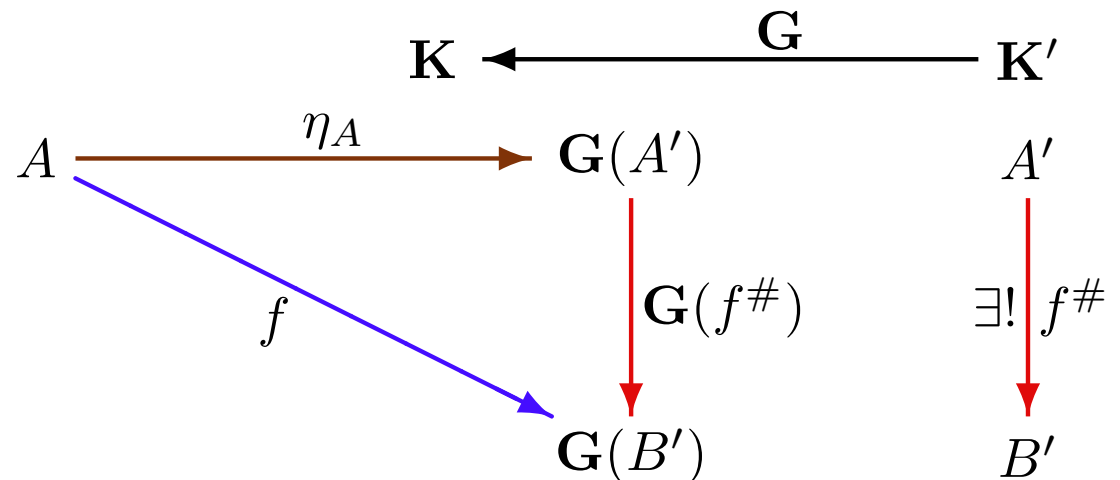 G
K K′
η_A
A G(A′) A′
f G(f^#) ∃! f^#
G(B′) B′